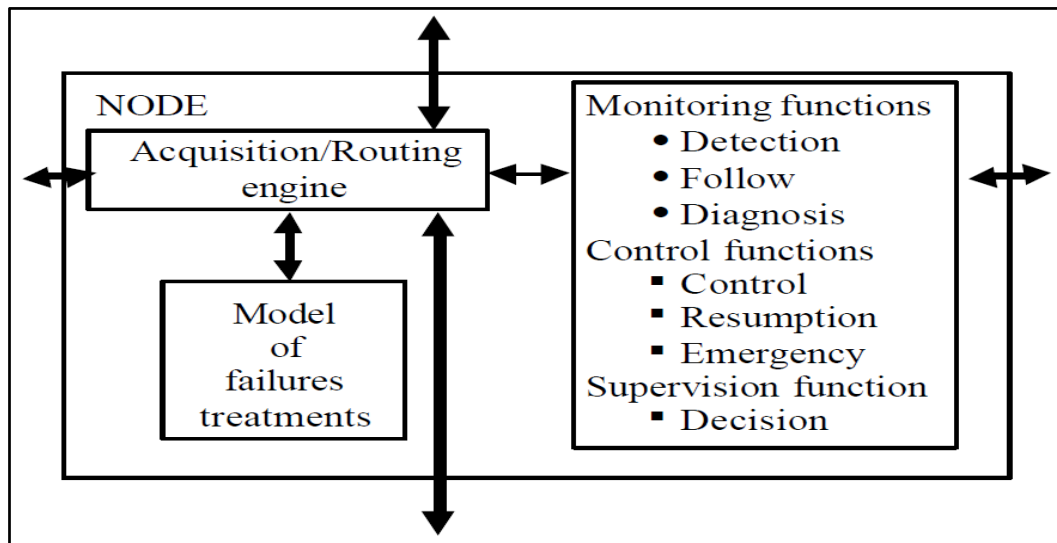 NODE
Acquisition/Routing
engine
Model
of
failures
treatments
Monitoring functions
• Detection
• Follow
• Diagnosis
Control functions
▪ Control
▪ Resumption
▪ Emergency
Supervision function
▪ Decision